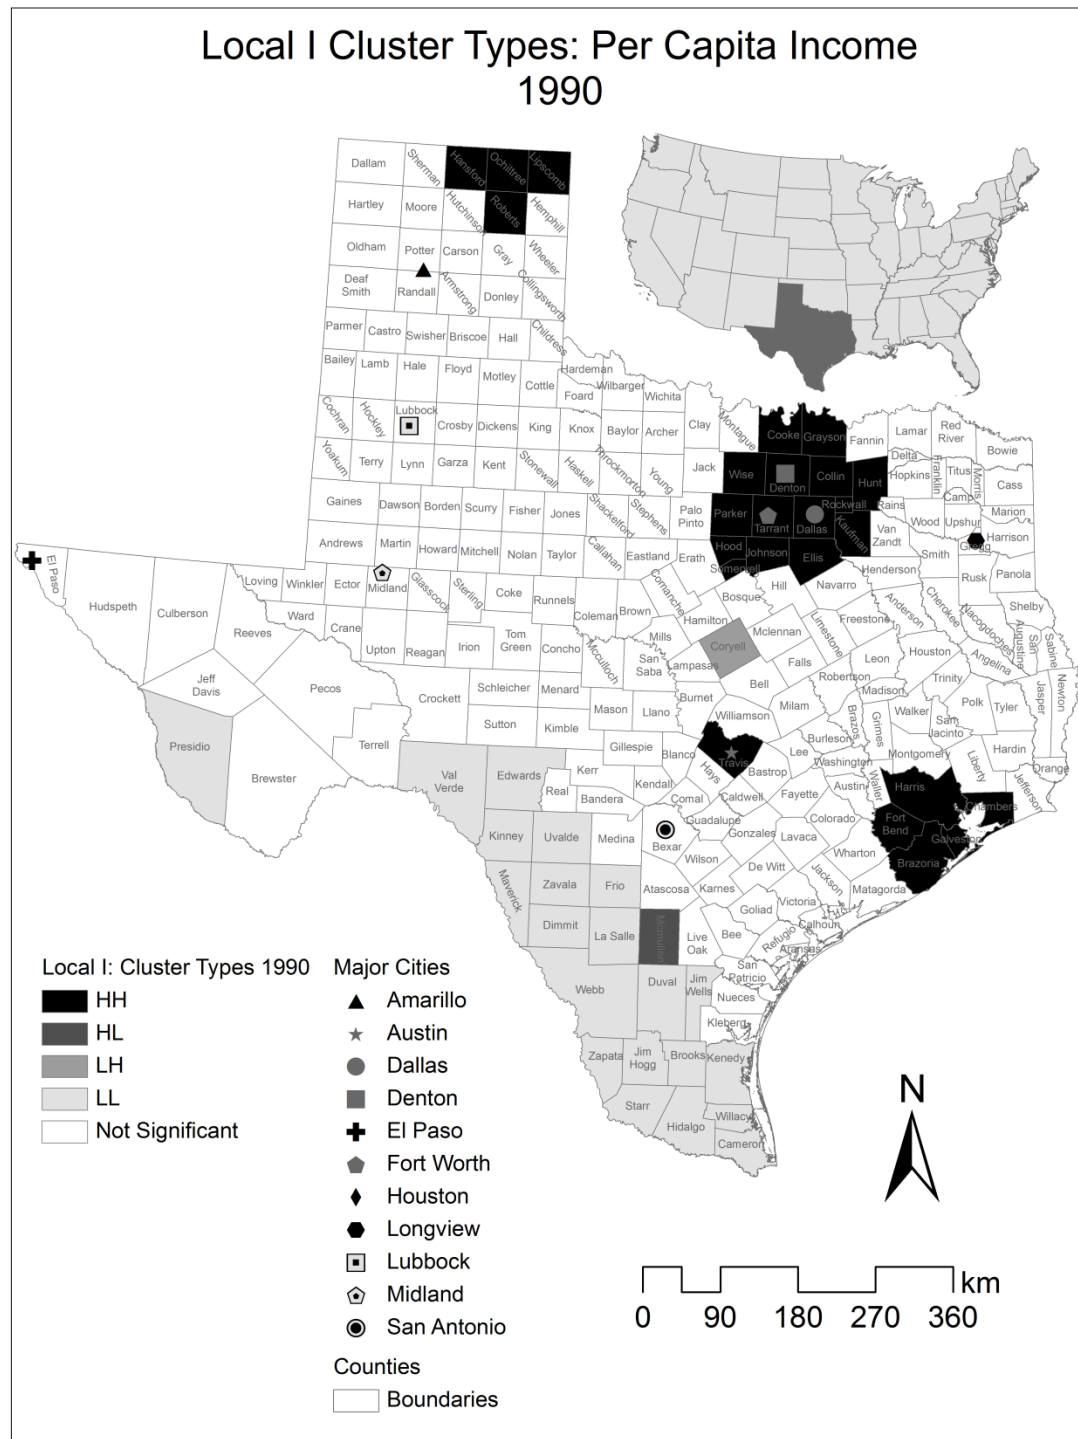 Local I Cluster Types: Per Capita Income
1990
Dallam
Sherman
Hansford
Ochiltree
Lipscomb
Hartley
Moore
Hutchinson
Roberts
Hemphill
Oldham
Potter
Carson
Gray
Wheeler
Deaf
Smith
Randall
Armstrong
Donley
Collingsworth
Parmer
Castro
Swisher
Briscoe
Hall
Childress
Bailey
Lamb
Hale
Floyd
Motley
Cottle
Hardeman
Foard
Wilbarger
Wichita
Cochran
Hockley
Lubbock
Crosby
Dickens
King
Knox
Baylor
Archer
Clay
Montague
Cooke
Grayson
Fannin
Lamar
Red
River
Bowie
Yoakum
Terry
Lynn
Garza
Kent
Stonewall
Haskell
Throckmorton
Young
Jack
Wise
Denton
Collin
Hunt
Delta
Hopkins
Franklin
Titus
Morris
Camp
Cass
Gaines
Dawson
Borden
Scurry
Fisher
Jones
Shackelford
Stephens
Palo
Pinto
Parker
Tarrant
Dallas
Rockwall
Kaufman
Rains
Van
Zandt
Wood
Upshur
Marion
Gregg
Harrison
Andrews
Martin
Howard
Mitchell
Nolan
Taylor
Callahan
Eastland
Erath
Hood
Somervell
Johnson
Ellis
Henderson
Smith
Rusk
Panola
El Paso
Hudspeth
Culberson
Reeves
Loving
Winkler
Ector
Midland
Glasscock
Sterling
Coke
Runnels
Coleman
Brown
Comanche
Hamilton
Bosque
Hill
Navarro
Anderson
Cherokee
Nacogdoches
Shelby
Ward
Crane
Upton
Reagan
Irion
Tom
Green
Concho
Mcculloch
San
Saba
Mills
Lampasas
Coryell
Mclennan
Limestone
Freestone
Falls
Leon
Houston
Angelina
San
Augustine
Sabine
Jeff
Davis
Pecos
Crockett
Schleicher
Menard
Mason
Llano
Burnet
Bell
Milam
Robertson
Madison
Trinity
Polk
Tyler
Jasper
Newton
Presidio
Brewster
Terrell
Sutton
Kimble
Gillespie
Blanco
Williamson
Travis
Burleson
Brazos
Grimes
Walker
San
Jacinto
Hardin
Val
Verde
Edwards
Real
Kerr
Bandera
Kendall
Hays
Comal
Caldwell
Bastrop
Lee
Washington
Fayette
Austin
Waller
Montgomery
Liberty
Orange
Jefferson
Kinney
Uvalde
Medina
Bexar
Guadalupe
Gonzales
Lavaca
Colorado
Wharton
Fort
Bend
Harris
Chambers
Galveston
Brazoria
Maverick
Zavala
Frio
Atascosa
Wilson
Karnes
De Witt
Jackson
Matagorda
Dimmit
La Salle
Mcmullen
Live
Oak
Bee
Goliad
Victoria
Calhoun
Refugio
Aransas
San
Patricio
Nueces
Kleberg
Webb
Duval
Jim
Wells
Zapata
Jim
Hogg
Brooks
Kenedy
Starr
Hidalgo
Willacy
Cameron
Local I: Cluster Types 1990
HH
HL
LH
LL
Not Significant
Major Cities
Amarillo
Austin
Dallas
Denton
El Paso
Fort Worth
Houston
Longview
Lubbock
Midland
San Antonio
Counties
Boundaries
N
km
0 90 180 270 360